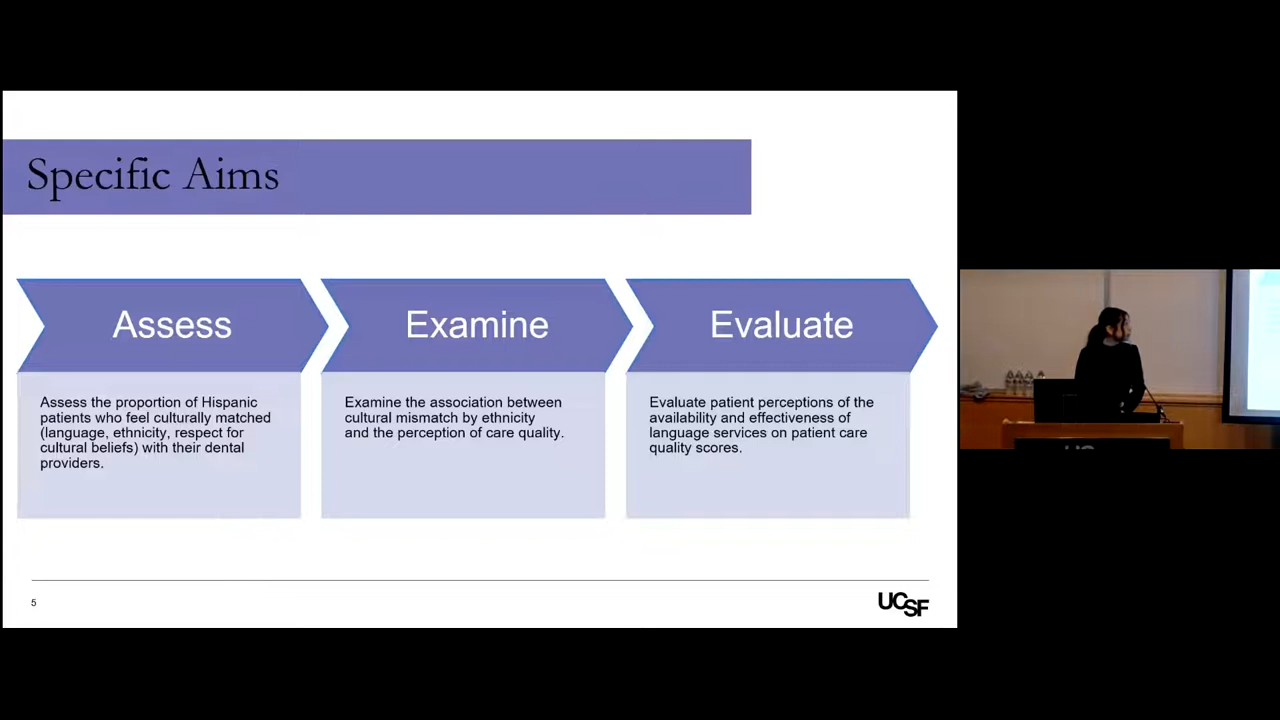 Specific Aims
Assess
Examine
Evaluate
Assess the proportion of Hispanic
patients who feel culturally matched
(language, ethnicity, respect for
cultural beliefs) with their dental
providers.
Examine the association between
cultural mismatch by ethnicity
and the perception of care quality.
Evaluate patient perceptions of the
availability and effectiveness of
language services on patient care
quality scores.
5
UCSF